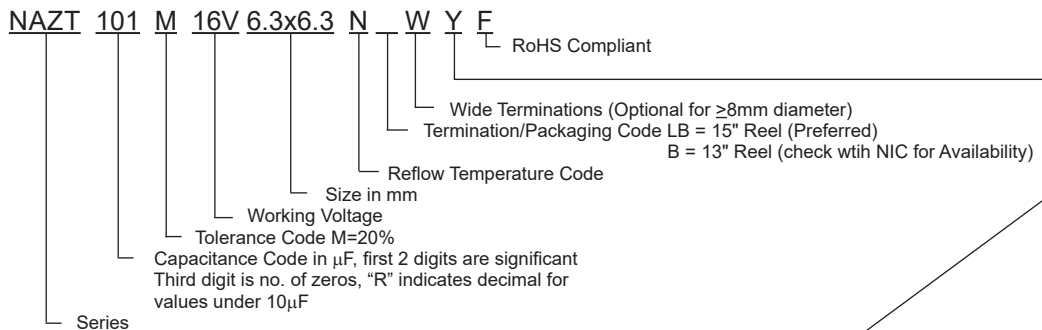 NAZT 101 M 16V 6.3x6.3 N _ W Y F
RoHS Compliant
Wide Terminations (Optional for ≥8mm diameter)
Termination/Packaging Code LB = 15" Reel (Preferred)
B = 13" Reel (check wtih NIC for Availability)
Reflow Temperature Code
Size in mm
Working Voltage
Tolerance Code M=20%
Capacitance Code in μF, first 2 digits are significant
Third digit is no. of zeros, “R” indicates decimal for
values under 10μF
Series